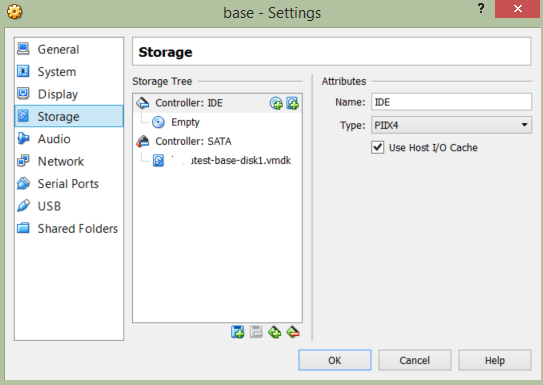 base - Settings
?
x
General
System
Display
Storage
Audio
Network
Serial Ports
USB
Shared Folders
Storage
Storage Tree
Controller: IDE
Empty
Controller: SATA
test-base-disk1.vmdk
Attributes
Name: IDE
Type: PIIX4
Use Host I/O Cache
OK
Cancel
Help